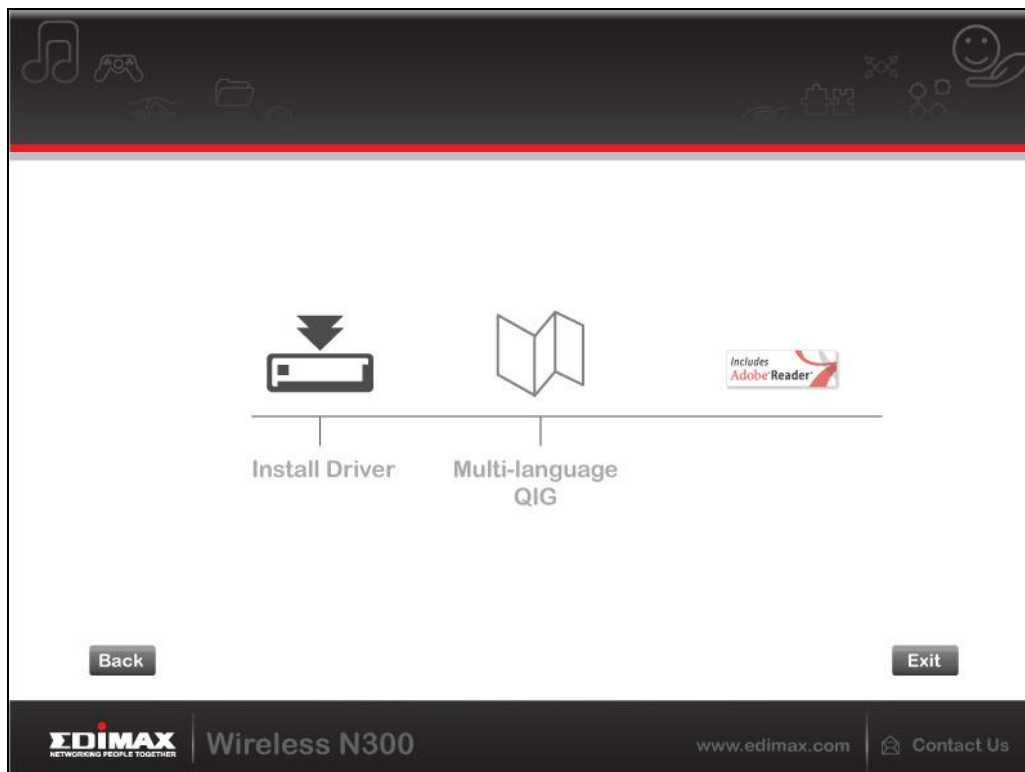 Includes
Adobe® Reader®
Install Driver
Multi-language
QIG
Back
Exit
EDIMAX
NETWORKING PEOPLE TOGETHER
Wireless N300
www.edimax.com
Contact Us